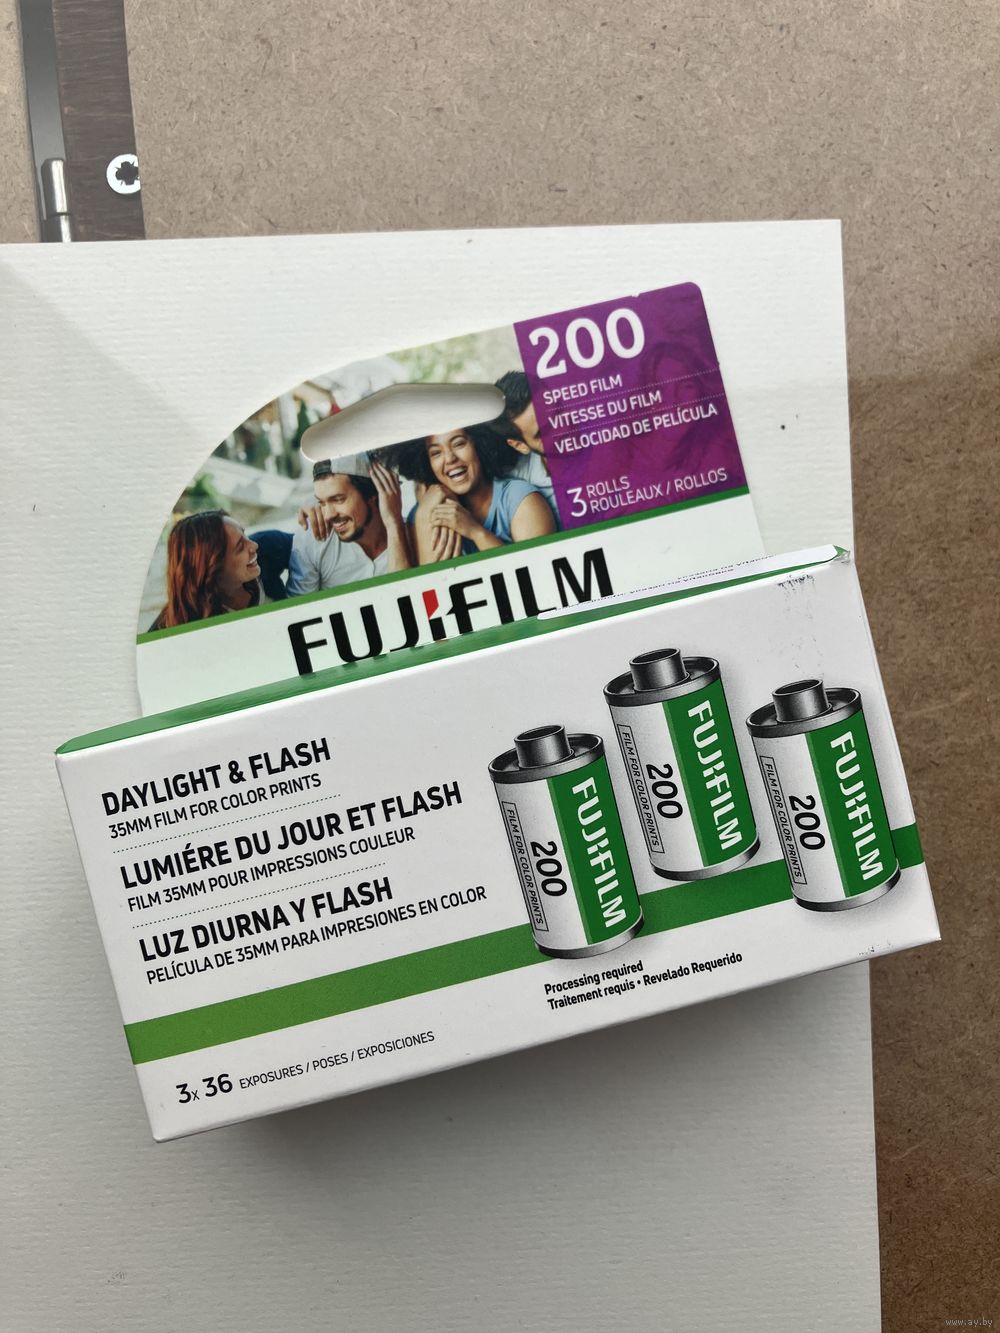 200
SPEED FILM
VITESSE DU FILM
VELOCIDAD DE PELÍCULA
3 ROLLS
ROULEAUX / ROLLOS
FUJIFILM
DAYLIGHT & FLASH
35MM FILM FOR COLOR PRINTS
LUMIÉRE DU JOUR ET FLASH
FILM 35MM POUR IMPRESSIONS COULEUR
LUZ DIURNA Y FLASH
PELÍCULA DE 35MM PARA IMPRESIONES EN COLOR
FILM FOR COLOR PRINTS
200
FUJIFILM
FILM FOR COLOR PRINTS
200
FUJIFILM
FILM FOR COLOR PRINTS
200
FUJIFILM
Processing required
Traitement requis • Revelado Requerido
3x 36 EXPOSURES / POSES / EXPOSICIONES
www.ay.by